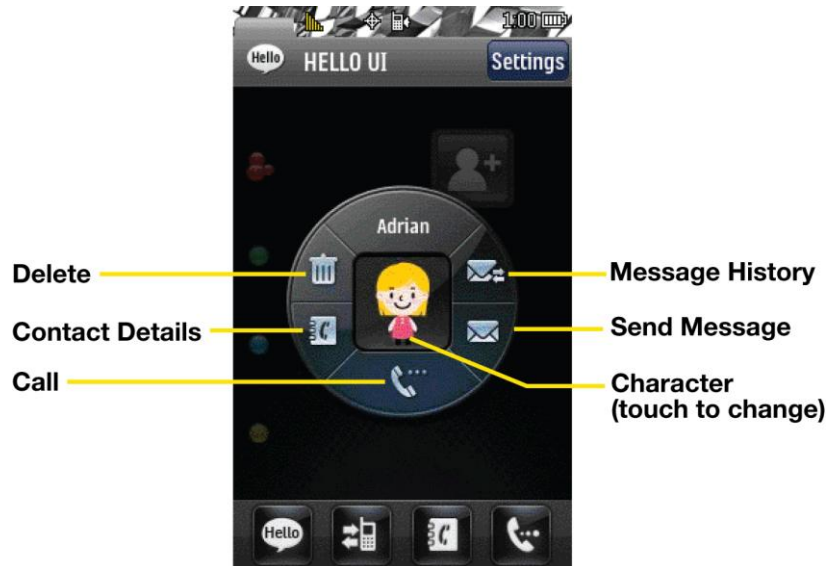 1:00
Hello
HELLO UI
Settings
Adrian
Delete
Message History
Contact Details
Send Message
Call
Character
(touch to change)
Hello